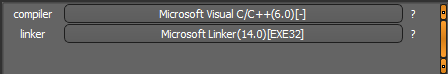 compiler Microsoft Visual C/C++(6.0)[-] ?
linker Microsoft Linker(14.0)[EXE32] ?